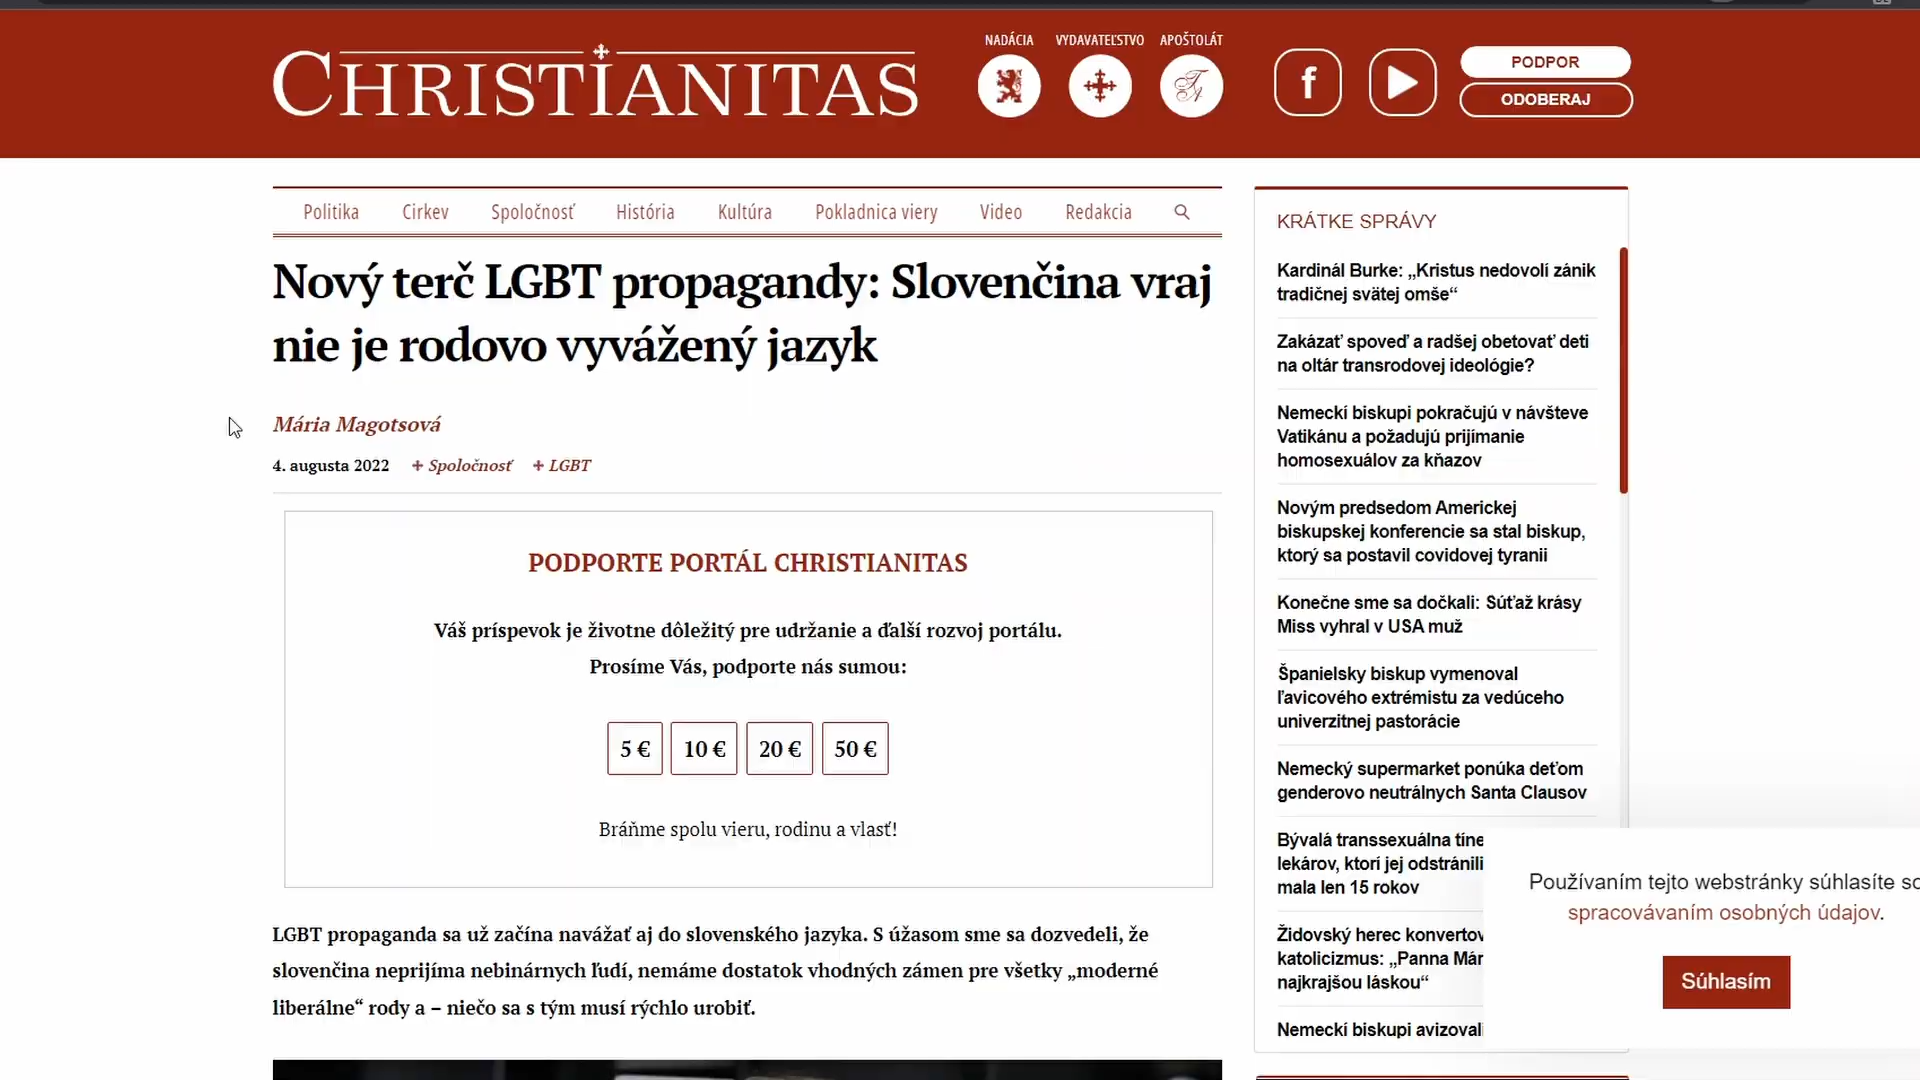 CHRISTIANITAS
NADÁCIA
VYDAVATEĽSTVO
APOŠTOLÁT
PODPOR
ODOBERAJ
Politika
Cirkev
Spoločnosť
História
Kultúra
Pokladnica viery
Video
Redakcia
Nový terč LGBT propagandy: Slovenčina vraj
nie je rodovo vyvážený jazyk
Mária Magotsová
4. augusta 2022 + Spoločnosť + LGBT
PODPORTE PORTÁL CHRISTIANITAS
Váš príspevok je životne dôležitý pre udržanie a ďalší rozvoj portálu.
Prosíme Vás, podporte nás sumou:
5 €
10 €
20 €
50 €
Bráňme spolu vieru, rodinu a vlasť!
LGBT propaganda sa už začína navážať aj do slovenského jazyka. S úžasom sme sa dozvedeli, že
slovenčina neprijíma nebinárnych ľudí, nemáme dostatok vhodných zámen pre všetky „moderné
liberálne“ rody a – niečo sa s tým musí rýchlo urobiť.
KRÁTKE SPRÁVY
Kardinál Burke: „Kristus nedovolí zánik
tradičnej svätej omše“
Zakázať spoveď a radšej obetovať deti
na oltár transrodovej ideológie?
Nemeckí biskupi pokračujú v návšteve
Vatikánu a požadujú prijímanie
homosexuálov za kňazov
Novým predsedom Americkej
biskupskej konferencie sa stal biskup,
ktorý sa postavil covidovej tyranii
Konečne sme sa dočkali: Súťaž krásy
Miss vyhral v USA muž
Španielsky biskup vymenoval
ľavicového extrémistu za vedúceho
univerzitnej pastorácie
Nemecký supermarket ponúka deťom
genderovo neutrálnych Santa Clausov
Bývalá transsexuálna tíne
lekárov, ktorí jej odstránili
mala len 15 rokov
Židovský herec konvertov
katolicizmus: „Panna Már
najkrajšou láskou“
Nemeckí biskupi avizovali
Používaním tejto webstránky súhlasíte so
spracovávaním osobných údajov.
Súhlasím